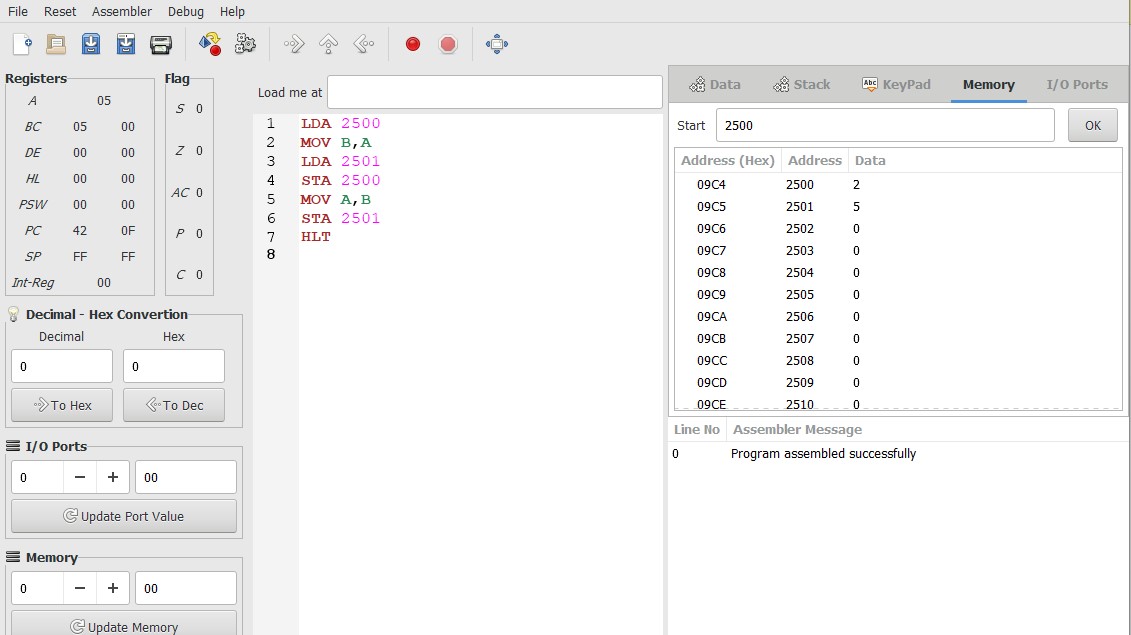 File Reset Assembler Debug Help
Registers
A 05
BC 05 00
DE 00 00
HL 00 00
PSW 00 00
PC 42 0F
SP FF FF
Int-Reg 00
Flag
S 0
Z 0
AC 0
P 0
C 0
Decimal - Hex Convertion
Decimal Hex
0 0
To Hex To Dec
I/O Ports
0 − + 00
Update Port Value
Memory
0 − + 00
Update Memory
Load me at
1 LDA 2500
2 MOV B,A
3 LDA 2501
4 STA 2500
5 MOV A,B
6 STA 2501
7 HLT
8
Data Stack Abc KeyPad Memory I/O Ports
Start 2500 OK
Address (Hex) Address Data
09C4 2500 2
09C5 2501 5
09C6 2502 0
09C7 2503 0
09C8 2504 0
09C9 2505 0
09CA 2506 0
09CB 2507 0
09CC 2508 0
09CD 2509 0
09CE 2510 0
Line No Assembler Message
0 Program assembled successfully